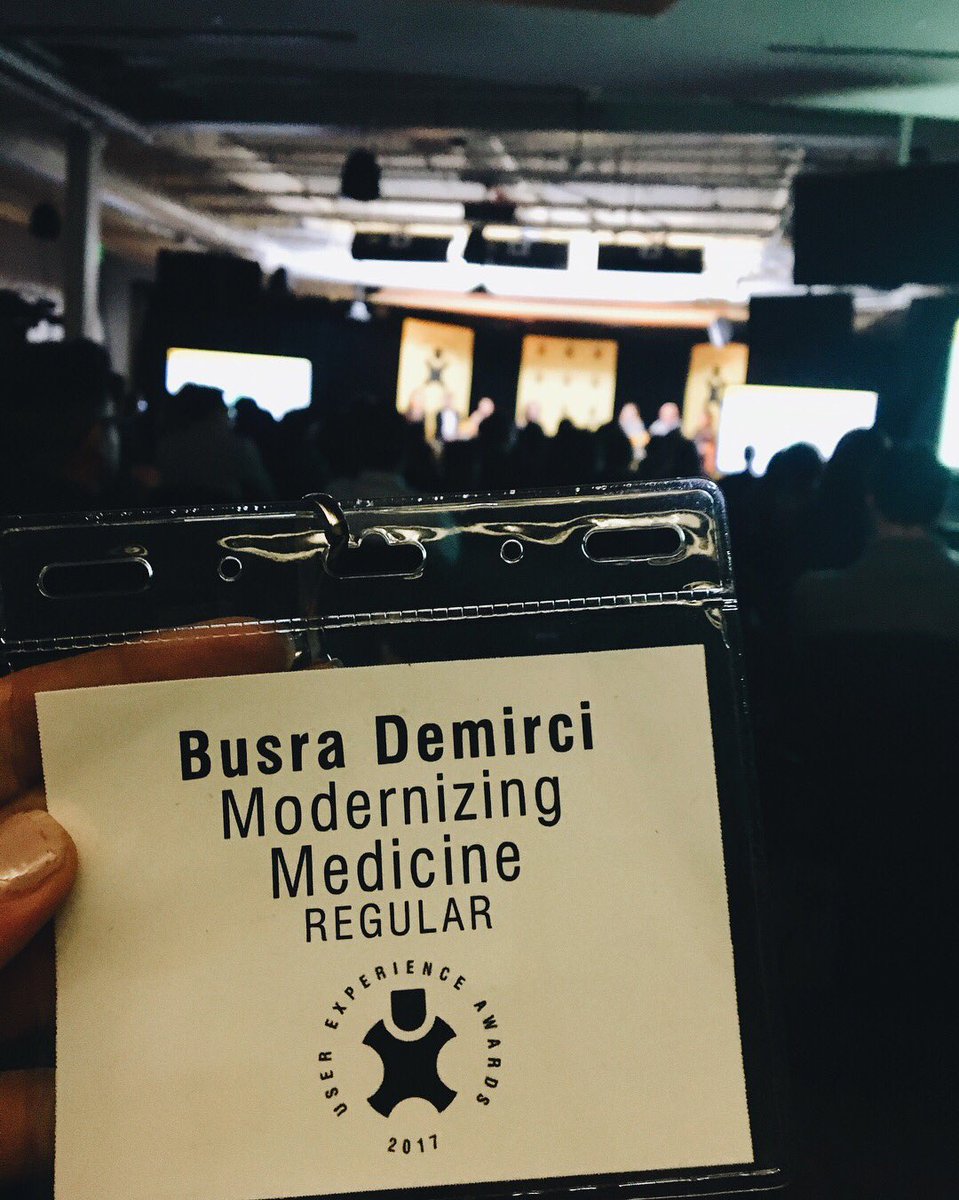 Busra Demirci
Modernizing
Medicine
REGULAR
USER EXPERIENCE AWARDS
2017